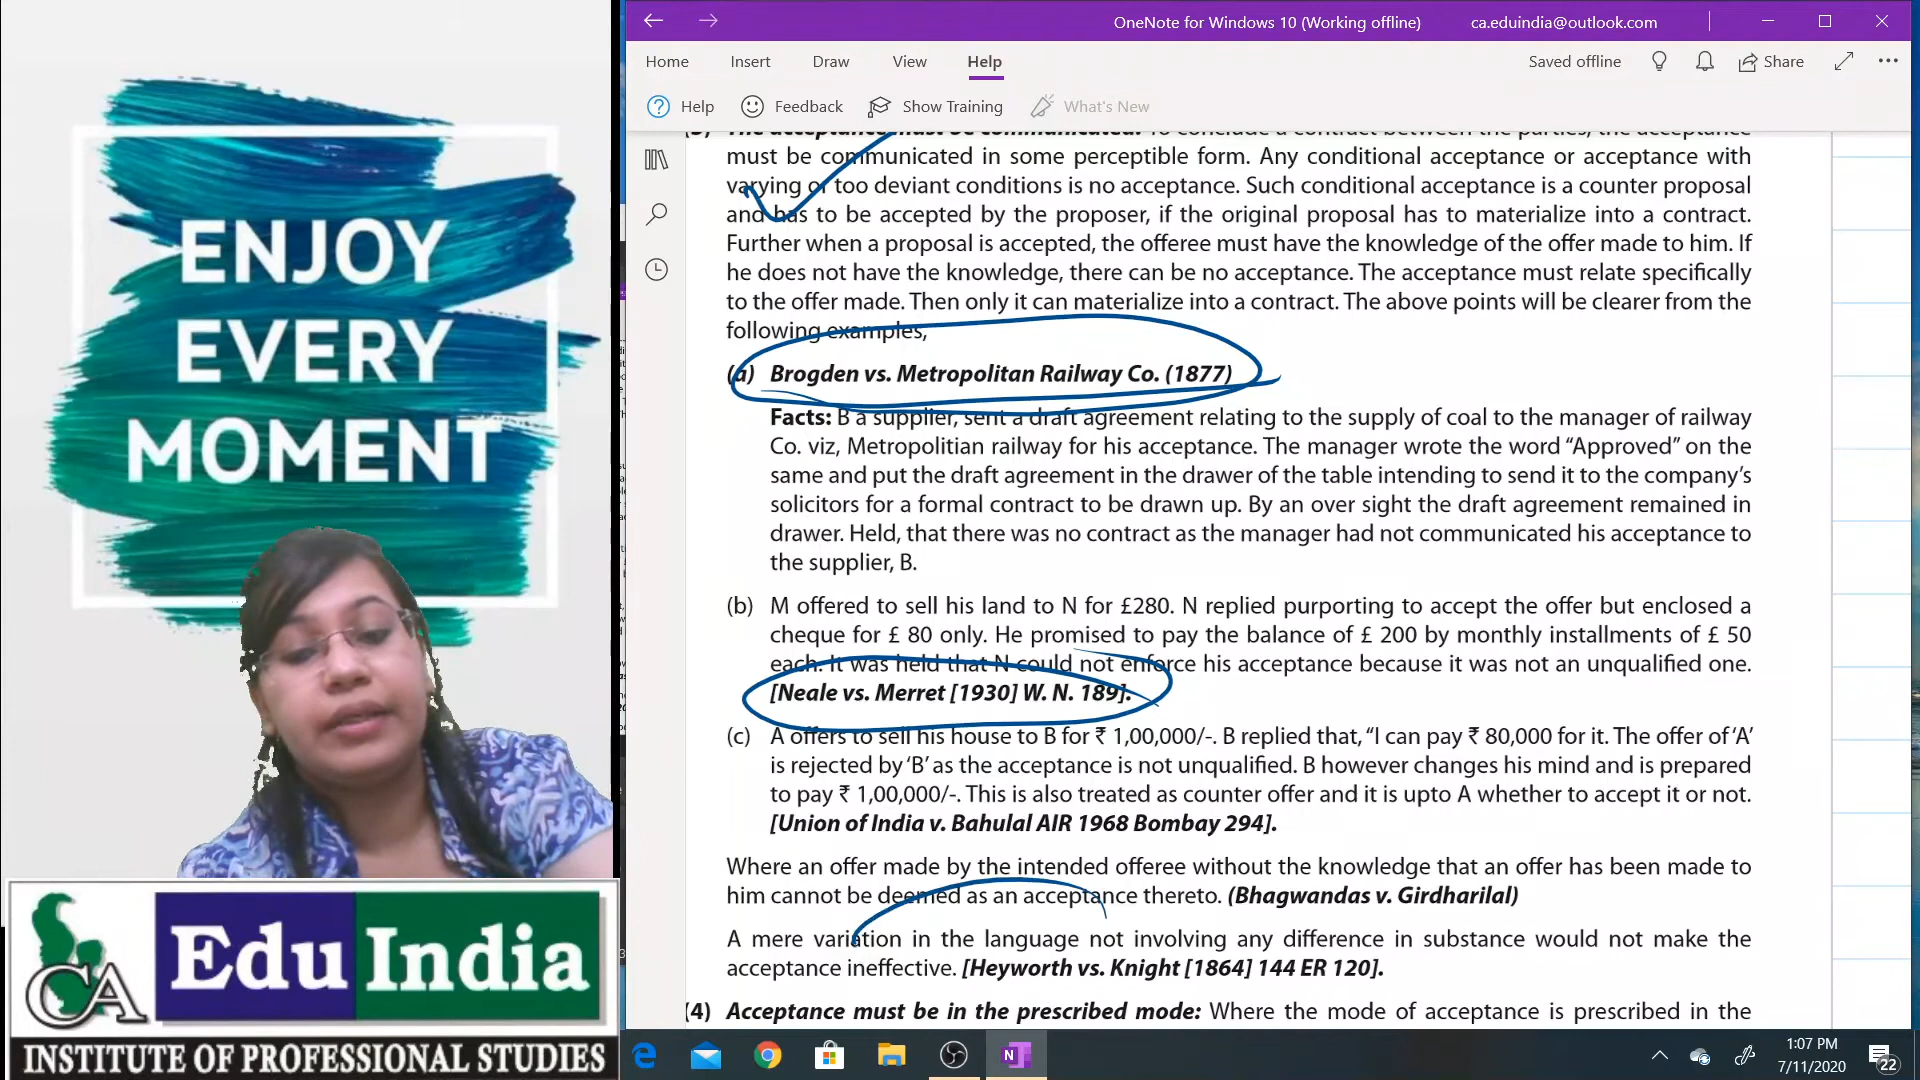 ENJOY
EVERY
MOMENT
CA
Edu India
INSTITUTE OF PROFESSIONAL STUDIES
OneNote for Windows 10 (Working offline)
ca.eduindia@outlook.com
Home Insert Draw View Help
Saved offline
Share
Help Feedback Show Training What's New
The acceptance must be communicated: To conclude a contract between the parties, the acceptance
must be communicated in some perceptible form. Any conditional acceptance or acceptance with
varying or too deviant conditions is no acceptance. Such conditional acceptance is a counter proposal
and has to be accepted by the proposer, if the original proposal has to materialize into a contract.
Further when a proposal is accepted, the offeree must have the knowledge of the offer made to him. If
he does not have the knowledge, there can be no acceptance. The acceptance must relate specifically
to the offer made. Then only it can materialize into a contract. The above points will be clearer from the
following examples,
(a) Brogden vs. Metropolitan Railway Co. (1877)
Facts: B a supplier, sent a draft agreement relating to the supply of coal to the manager of railway
Co. viz, Metropolitian railway for his acceptance. The manager wrote the word “Approved” on the
same and put the draft agreement in the drawer of the table intending to send it to the company’s
solicitors for a formal contract to be drawn up. By an over sight the draft agreement remained in
drawer. Held, that there was no contract as the manager had not communicated his acceptance to
the supplier, B.
(b) M offered to sell his land to N for £280. N replied purporting to accept the offer but enclosed a
cheque for £ 80 only. He promised to pay the balance of £ 200 by monthly installments of £ 50
each. It was held that N could not enforce his acceptance because it was not an unqualified one.
[Neale vs. Merret [1930] W. N. 189].
(c) A offers to sell his house to B for ₹ 1,00,000/-. B replied that, “I can pay ₹ 80,000 for it. The offer of ‘A’
is rejected by ‘B’ as the acceptance is not unqualified. B however changes his mind and is prepared
to pay ₹ 1,00,000/-. This is also treated as counter offer and it is upto A whether to accept it or not.
[Union of India v. Bahulal AIR 1968 Bombay 294].
Where an offer made by the intended offeree without the knowledge that an offer has been made to
him cannot be deemed as an acceptance thereto. (Bhagwandas v. Girdharilal)
A mere variation in the language not involving any difference in substance would not make the
acceptance ineffective. [Heyworth vs. Knight [1864] 144 ER 120].
(4) Acceptance must be in the prescribed mode: Where the mode of acceptance is prescribed in the
1:07 PM
7/11/2020
22